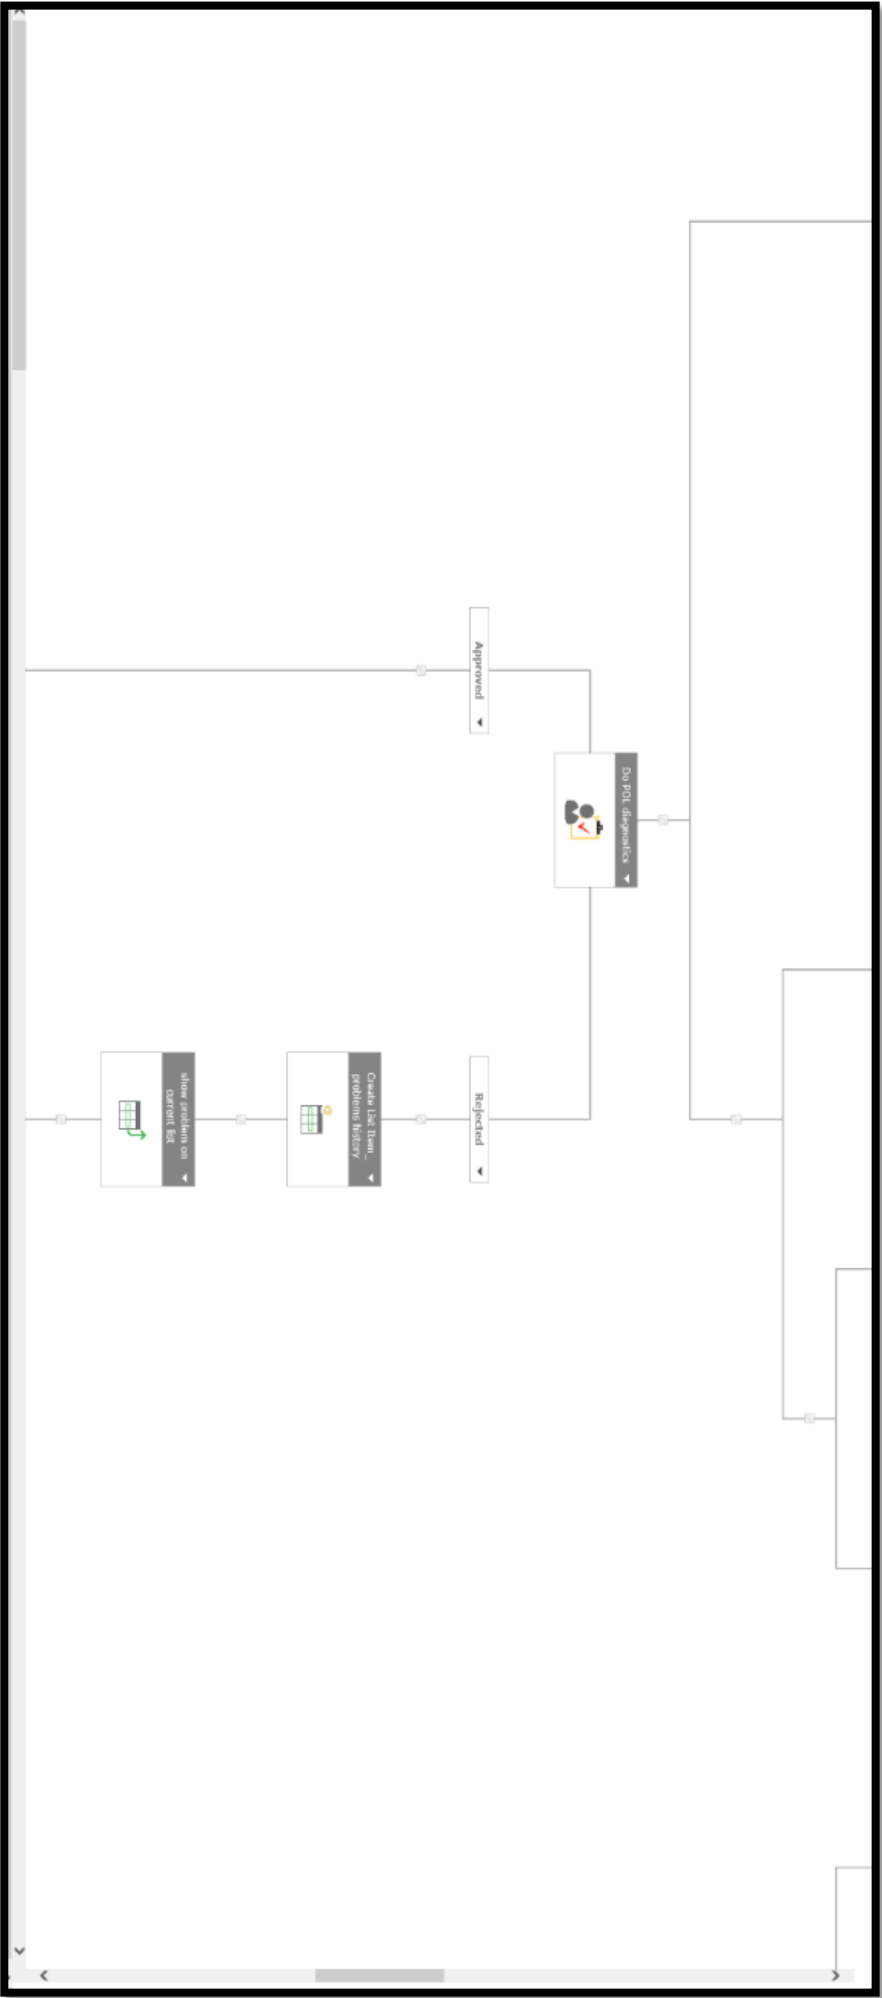 Do POL diagnostics
Approved
Rejected
Create List Item_
problems history
show problem on
current list